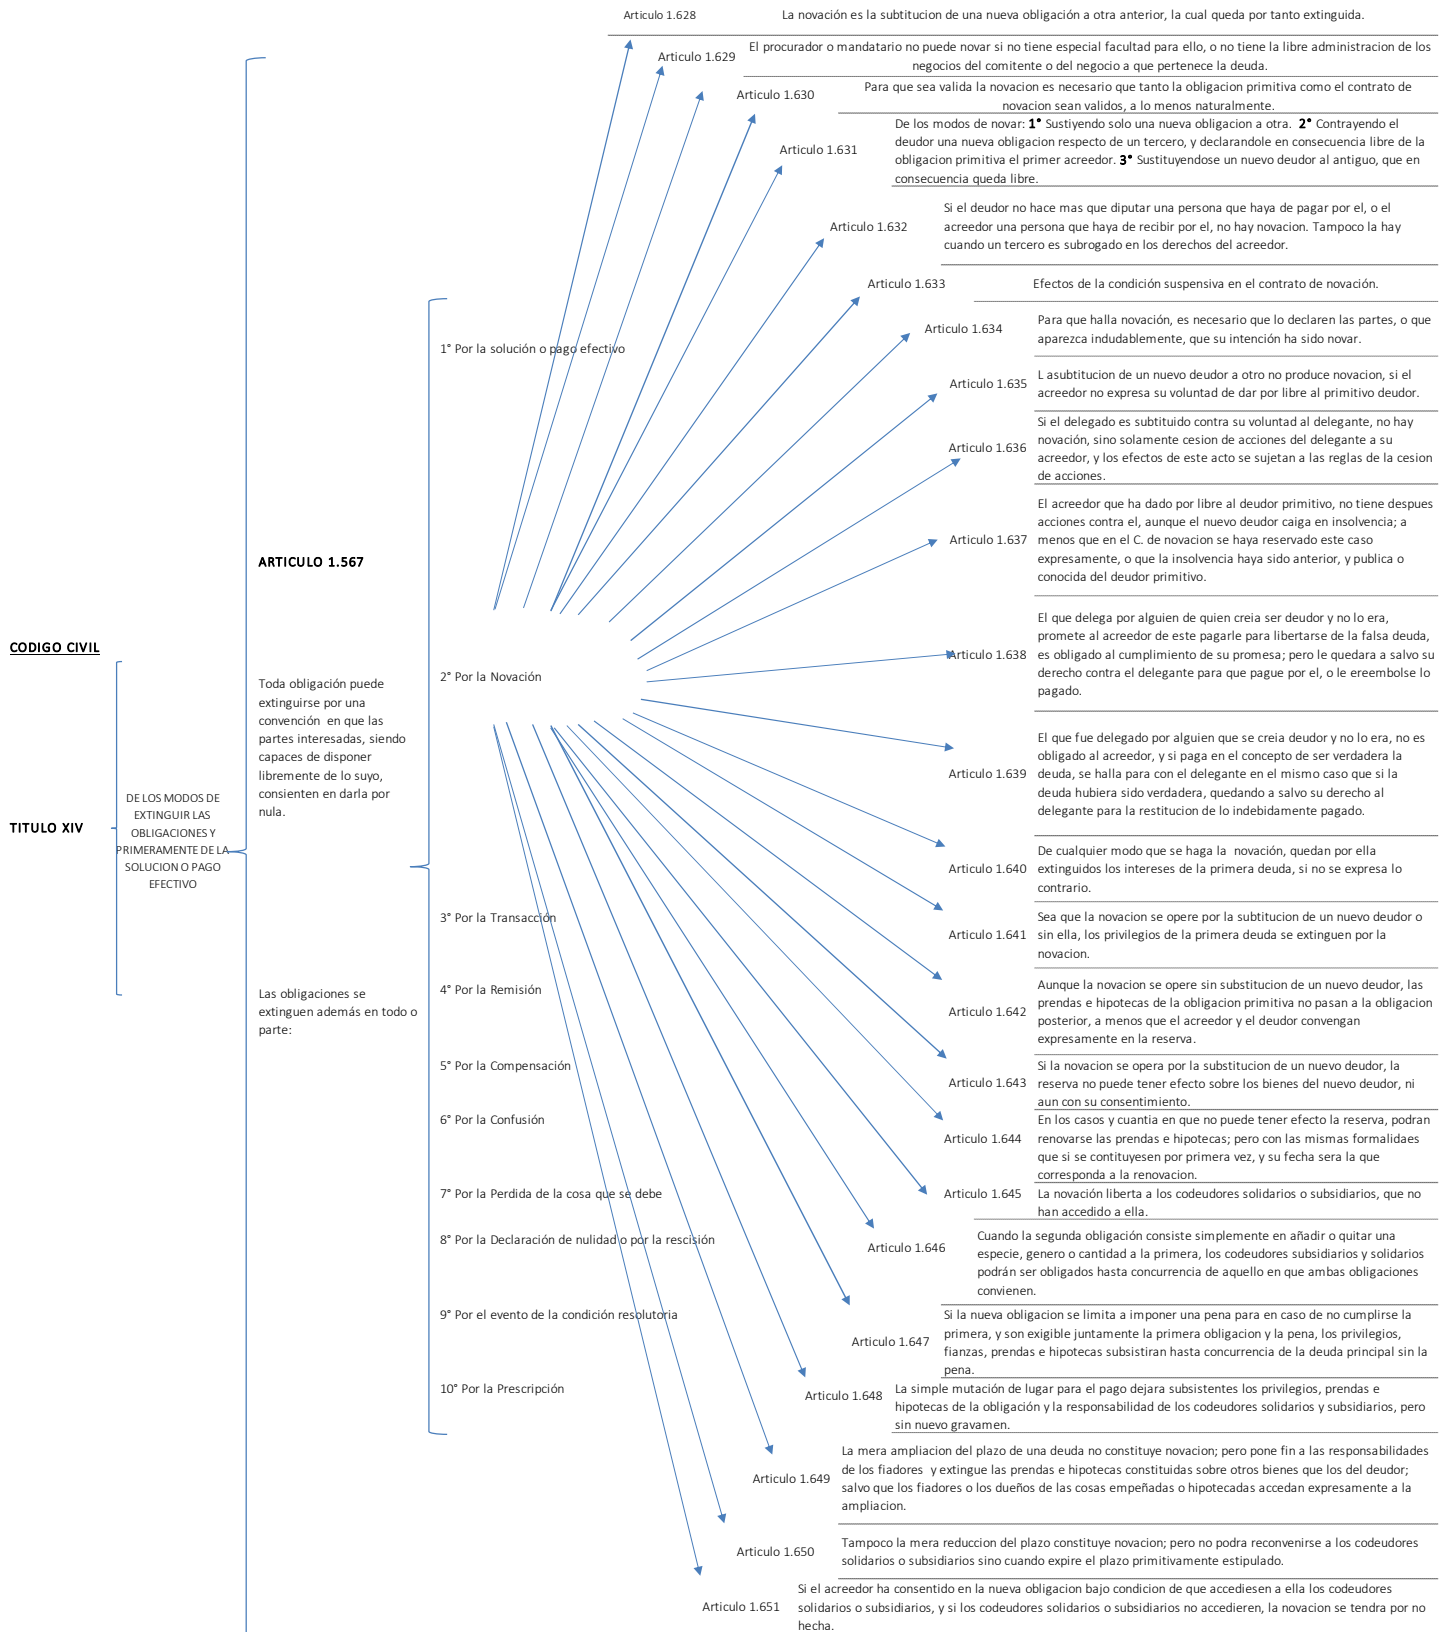 CODIGO CIVIL
TITULO XIV
DE LOS MODOS DE
EXTINGUIR LAS
OBLIGACIONES Y
PRIMERAMENTE DE LA
SOLUCION O PAGO
EFECTIVO
ARTICULO 1.567
Toda obligación puede
extinguirse por una
convención  en que las
partes interesadas, siendo
capaces de disponer
libremente de lo suyo,
consienten en darla por
nula.
Las obligaciones se
extinguen además en todo o
parte:
1° Por la solución o pago efectivo
2° Por la Novación
3° Por la Transacción
4° Por la Remisión
5° Por la Compensación
6° Por la Confusión
7° Por la Perdida de la cosa que se debe
8° Por la Declaración de nulidad o por la rescisión
9° Por el evento de la condición resolutoria
10° Por la Prescripción
Articulo 1.628
La novación es la subtitucion de una nueva obligación a otra anterior, la cual queda por tanto extinguida.
Articulo 1.629
El procurador o mandatario no puede novar si no tiene especial facultad para ello, o no tiene la libre administracion de los
negocios del comitente o del negocio a que pertenece la deuda.
Articulo 1.630
Para que sea valida la novacion es necesario que tanto la obligacion primitiva como el contrato de
novacion sean validos, a lo menos naturalmente.
Articulo 1.631
De los modos de novar: 1° Sustiyendo solo una nueva obligacion a otra.  2° Contrayendo el
deudor una nueva obligacion respecto de un tercero, y declarandole en consecuencia libre de la
obligacion primitiva el primer acreedor. 3° Sustituyendose un nuevo deudor al antiguo, que en
consecuencia queda libre.
Articulo 1.632
Si el deudor no hace mas que diputar una persona que haya de pagar por el, o el
acreedor una persona que haya de recibir por el, no hay novacion. Tampoco la hay
cuando un tercero es subrogado en los derechos del acreedor.
Articulo 1.633
Efectos de la condición suspensiva en el contrato de novación.
Articulo 1.634
Para que halla novación, es necesario que lo declaren las partes, o que
aparezca indudablemente, que su intención ha sido novar.
Articulo 1.635
L asubtitucion de un nuevo deudor a otro no produce novacion, si el
acreedor no expresa su voluntad de dar por libre al primitivo deudor.
Articulo 1.636
Si el delegado es subtituido contra su voluntad al delegante, no hay
novación, sino solamente cesion de acciones del delegante a su
acreedor, y los efectos de este acto se sujetan a las reglas de la cesion
de acciones.
Articulo 1.637
El acreedor que ha dado por libre al deudor primitivo, no tiene despues
acciones contra el, aunque el nuevo deudor caiga en insolvencia; a
menos que en el C. de novacion se haya reservado este caso
expresamente, o que la insolvencia haya sido anterior, y publica o
conocida del deudor primitivo.
Articulo 1.638
El que delega por alguien de quien creia ser deudor y no lo era,
promete al acreedor de este pagarle para libertarse de la falsa deuda,
es obligado al cumplimiento de su promesa; pero le quedara a salvo su
derecho contra el delegante para que pague por el, o le ereembolse lo
pagado.
Articulo 1.639
El que fue delegado por alguien que se creia deudor y no lo era, no es
obligado al acreedor, y si paga en el concepto de ser verdadera la
deuda, se halla para con el delegante en el mismo caso que si la
deuda hubiera sido verdadera, quedando a salvo su derecho al
delegante para la restitucion de lo indebidamente pagado.
Articulo 1.640
De cualquier modo que se haga la  novación, quedan por ella
extinguidos los intereses de la primera deuda, si no se expresa lo
contrario.
Articulo 1.641
Sea que la novacion se opere por la subtitucion de un nuevo deudor o
sin ella, los privilegios de la primera deuda se extinguen por la
novacion.
Articulo 1.642
Aunque la novacion se opere sin substitucion de un nuevo deudor, las
prendas e hipotecas de la obligacion primitiva no pasan a la obligacion
posterior, a menos que el acreedor y el deudor convengan
expresamente en la reserva.
Articulo 1.643
Si la novacion se opera por la substitucion de un nuevo deudor, la
reserva no puede tener efecto sobre los bienes del nuevo deudor, ni
aun con su consentimiento.
Articulo 1.644
En los casos y cuantia en que no puede tener efecto la reserva, podran
renovarse las prendas e hipotecas; pero con las mismas formalidaes
que si se contituyesen por primera vez, y su fecha sera la que
corresponda a la renovacion.
Articulo 1.645
La novación liberta a los codeudores solidarios o subsidiarios, que no
han accedido a ella.
Articulo 1.646
Cuando la segunda obligación consiste simplemente en añadir o quitar una
especie, genero o cantidad a la primera, los codeudores subsidiarios y solidarios
podrán ser obligados hasta concurrencia de aquello en que ambas obligaciones
convienen.
Articulo 1.647
Si la nueva obligacion se limita a imponer una pena para en caso de no cumplirse la
primera, y son exigible juntamente la primera obligacion y la pena, los privilegios,
fianzas, prendas e hipotecas subsistiran hasta concurrencia de la deuda principal sin la
pena.
Articulo 1.648
La simple mutación de lugar para el pago dejara subsistentes los privilegios, prendas e
hipotecas de la obligación y la responsabilidad de los codeudores solidarios y subsidiarios, pero
sin nuevo gravamen.
Articulo 1.649
La mera ampliacion del plazo de una deuda no constituye novacion; pero pone fin a las responsabilidades
de los fiadores  y extingue las prendas e hipotecas constituidas sobre otros bienes que los del deudor;
salvo que los fiadores o los dueños de las cosas empeñadas o hipotecadas accedan expresamente a la
ampliacion.
Articulo 1.650
Tampoco la mera reduccion del plazo constituye novacion; pero no podra reconvenirse a los codeudores
solidarios o subsidiarios sino cuando expire el plazo primitivamente estipulado.
Articulo 1.651
Si el acreedor ha consentido en la nueva obligacion bajo condicion de que accediesen a ella los codeudores
solidarios o subsidiarios, y si los codeudores solidarios o subsidiarios no accedieren, la novacion se tendra por no
hecha.